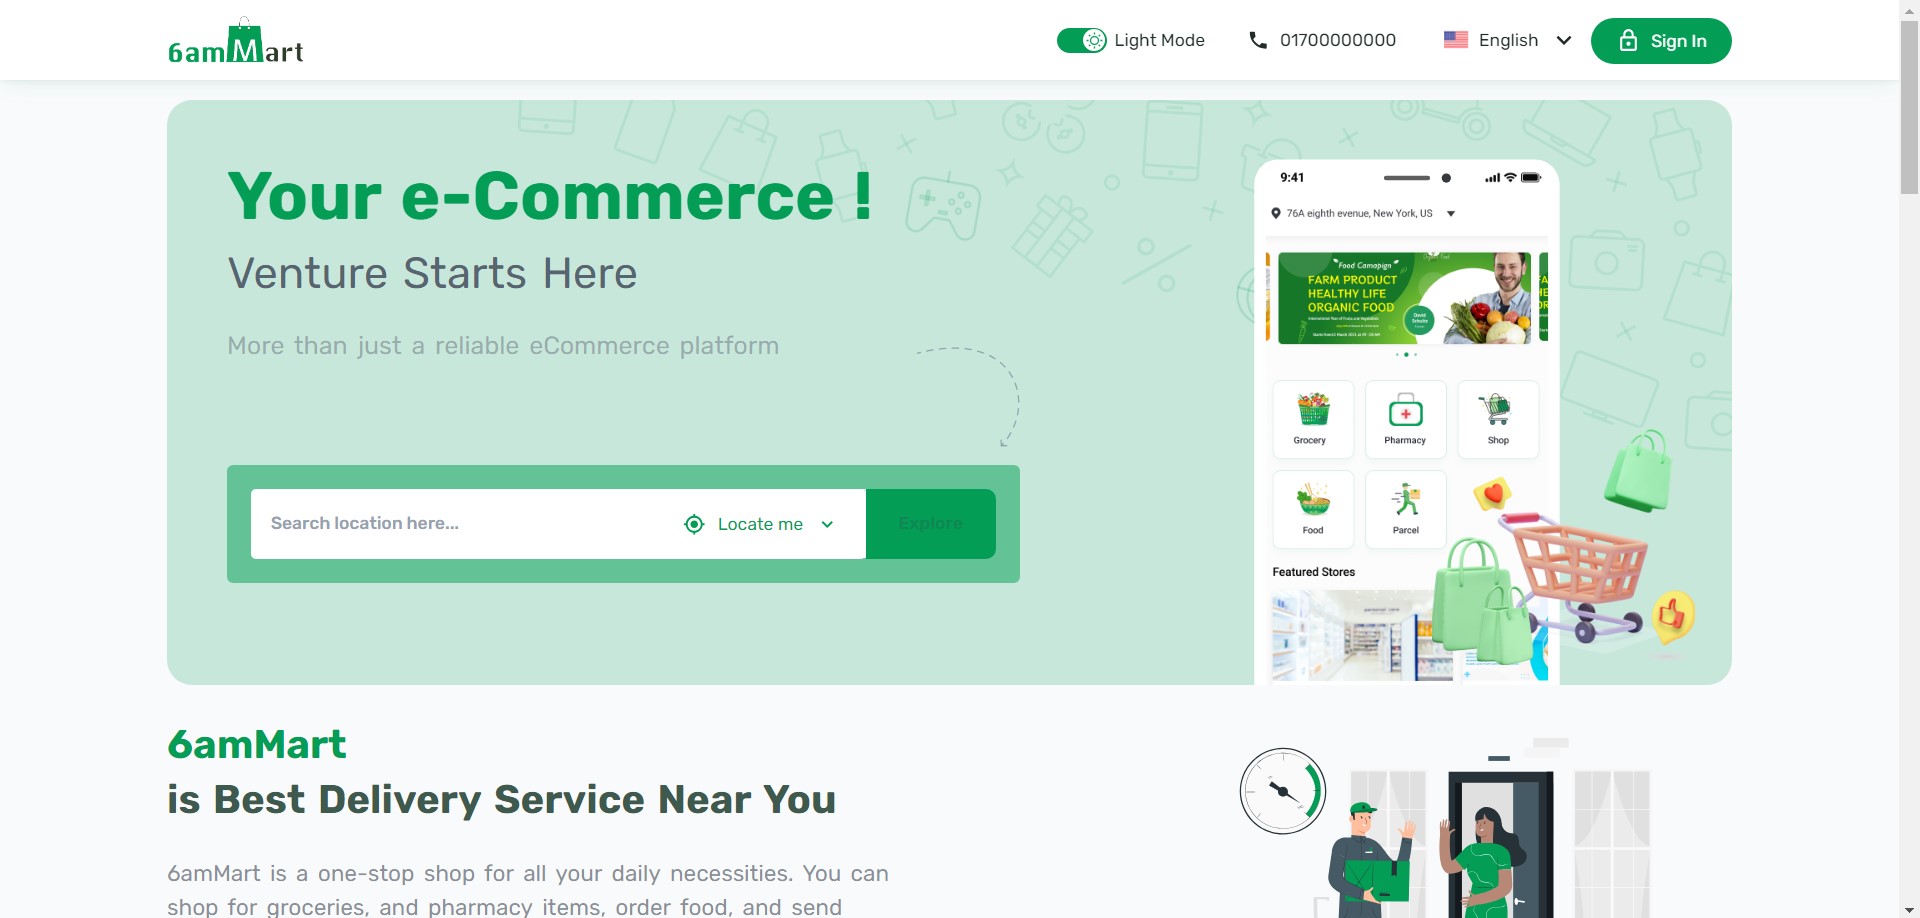 6amMart
Light Mode
01700000000
English
Sign In
Your e-Commerce !
Venture Starts Here
More than just a reliable eCommerce platform
Search location here...
Locate me
Explore
9:41
76A eighth evenue, New York, US
Food Camapign
FARM PRODUCT
HEALTHY LIFE
ORGANIC FOOD
Grocery
Pharmacy
Shop
Food
Parcel
Featured Stores
personal care
6amMart
is Best Delivery Service Near You
6amMart is a one-stop shop for all your daily necessities. You can
shop for groceries, and pharmacy items, order food, and send